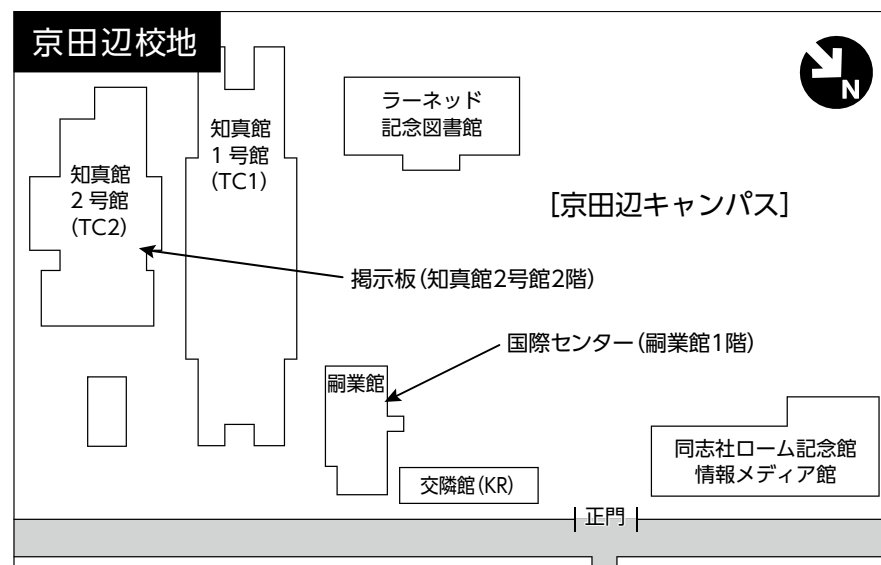 京田辺校地
N
ラーネッド
記念図書館
知真館
1 号館
(TC1)
知真館
2 号館
(TC2)
[京田辺キャンパス]
掲示板(知真館2号館2階)
国際センター(嗣業館1階)
嗣業館
同志社ローム記念館
情報メディア館
交隣館(KR)
正門